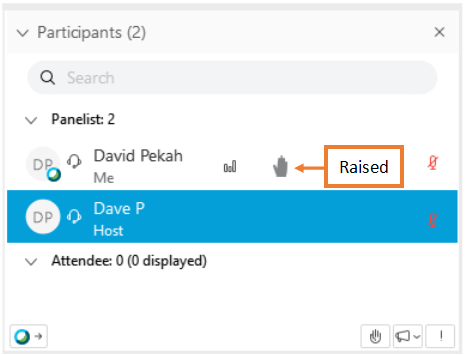 Participants (2)
Search
Panelist: 2
DP
David Pekah
Me
Raised
DP
Dave P
Host
Attendee: 0 (0 displayed)